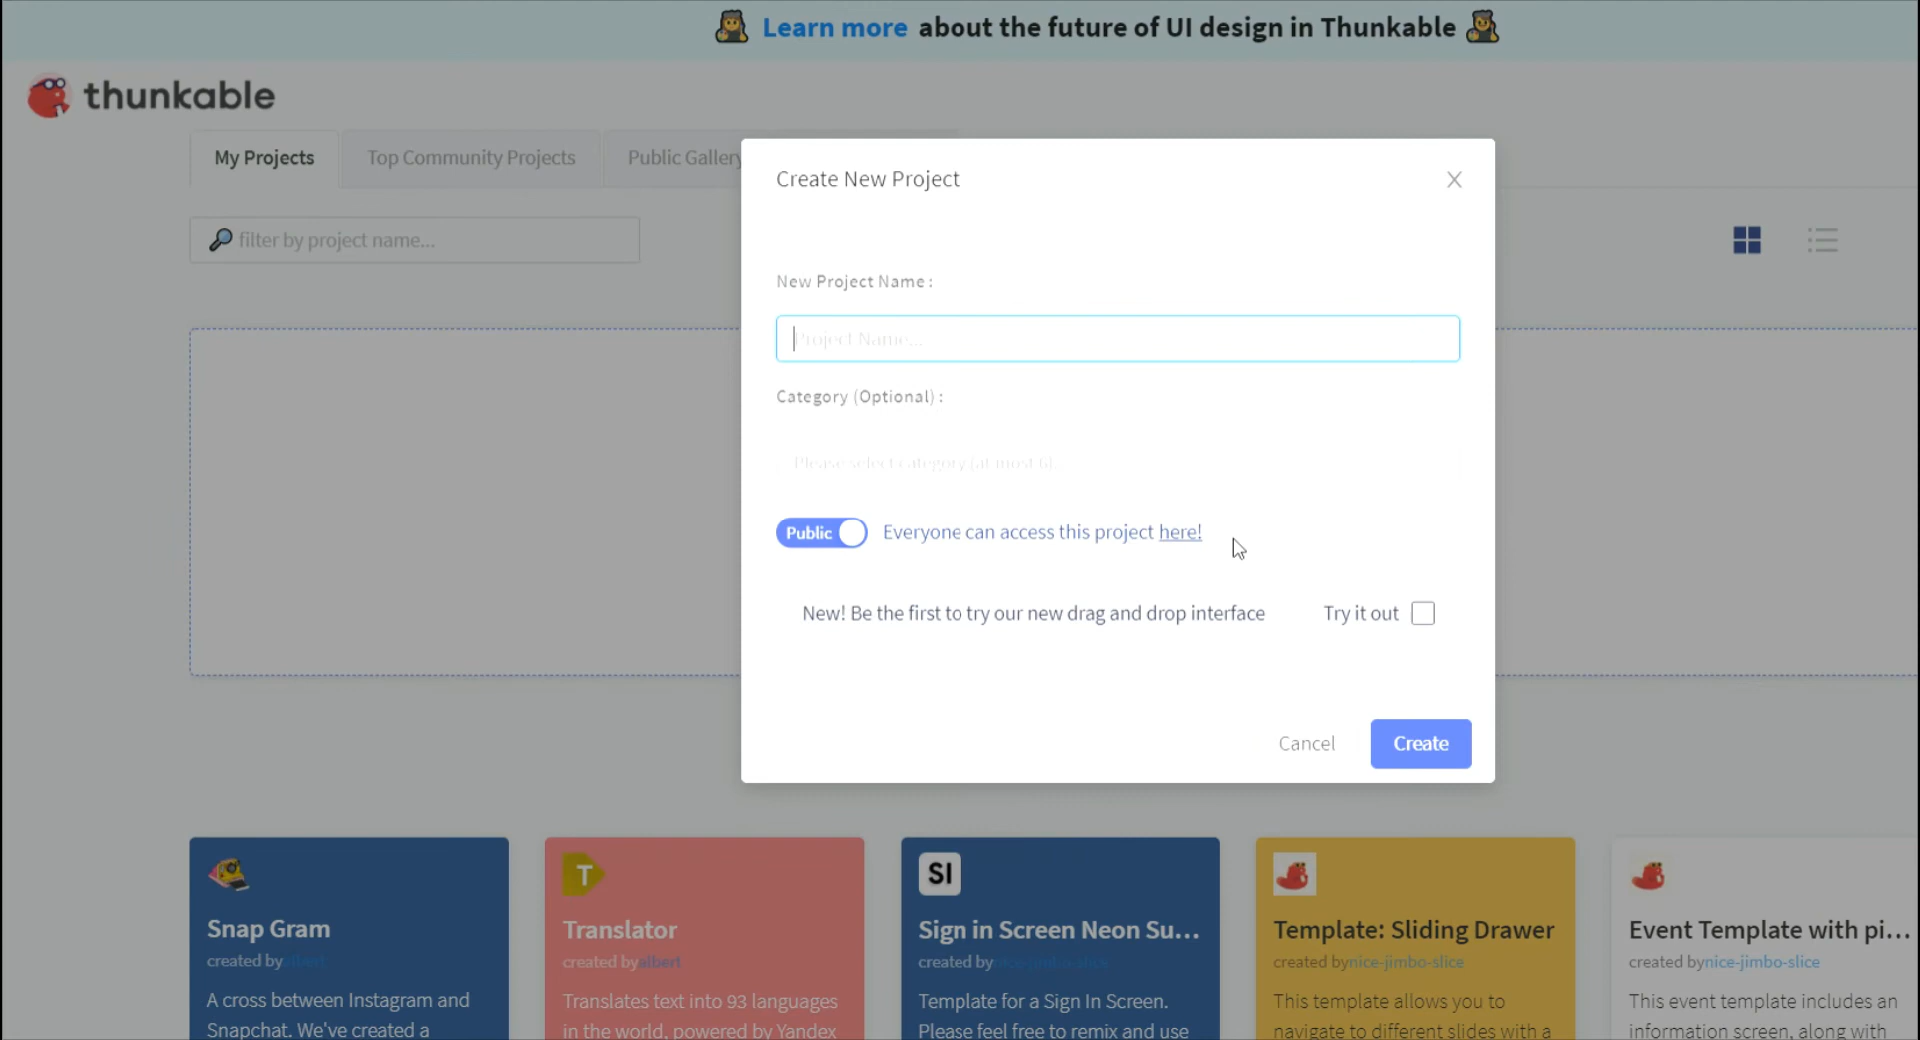 Learn more about the future of UI design in Thunkable
thunkable
My Projects
Top Community Projects
Public Gallery
filter by project name...
Create New Project
New Project Name :
Project Name...
Category (Optional) :
Please select category (at most 6).
Public
Everyone can access this project here!
New! Be the first to try our new drag and drop interface
Try it out
Cancel
Create
Snap Gram
created by albert
A cross between Instagram and
Snapchat. We've created a
T
Translator
created by albert
Translates text into 93 languages
in the world, powered by Yandex
SI
Sign in Screen Neon Su...
created by nice-jimbo-slice
Template for a Sign In Screen.
Please feel free to remix and use
Template: Sliding Drawer
created by nice-jimbo-slice
This template allows you to
navigate to different slides with a
Event Template with pi...
created by nice-jimbo-slice
This event template includes an
information screen, along with